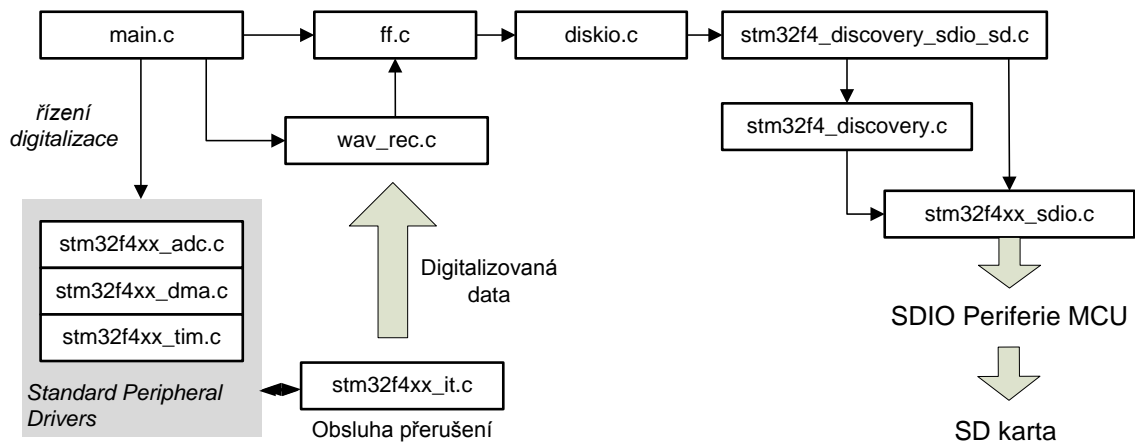 main.c
ff.c
diskio.c
stm32f4_discovery_sdio_sd.c
řízení
digitalizace
wav_rec.c
stm32f4_discovery.c
stm32f4xx_sdio.c
stm32f4xx_adc.c
stm32f4xx_dma.c
stm32f4xx_tim.c
Digitalizovaná
data
SDIO Periferie MCU
Standard Peripheral
Drivers
stm32f4xx_it.c
Obsluha přerušení
SD karta